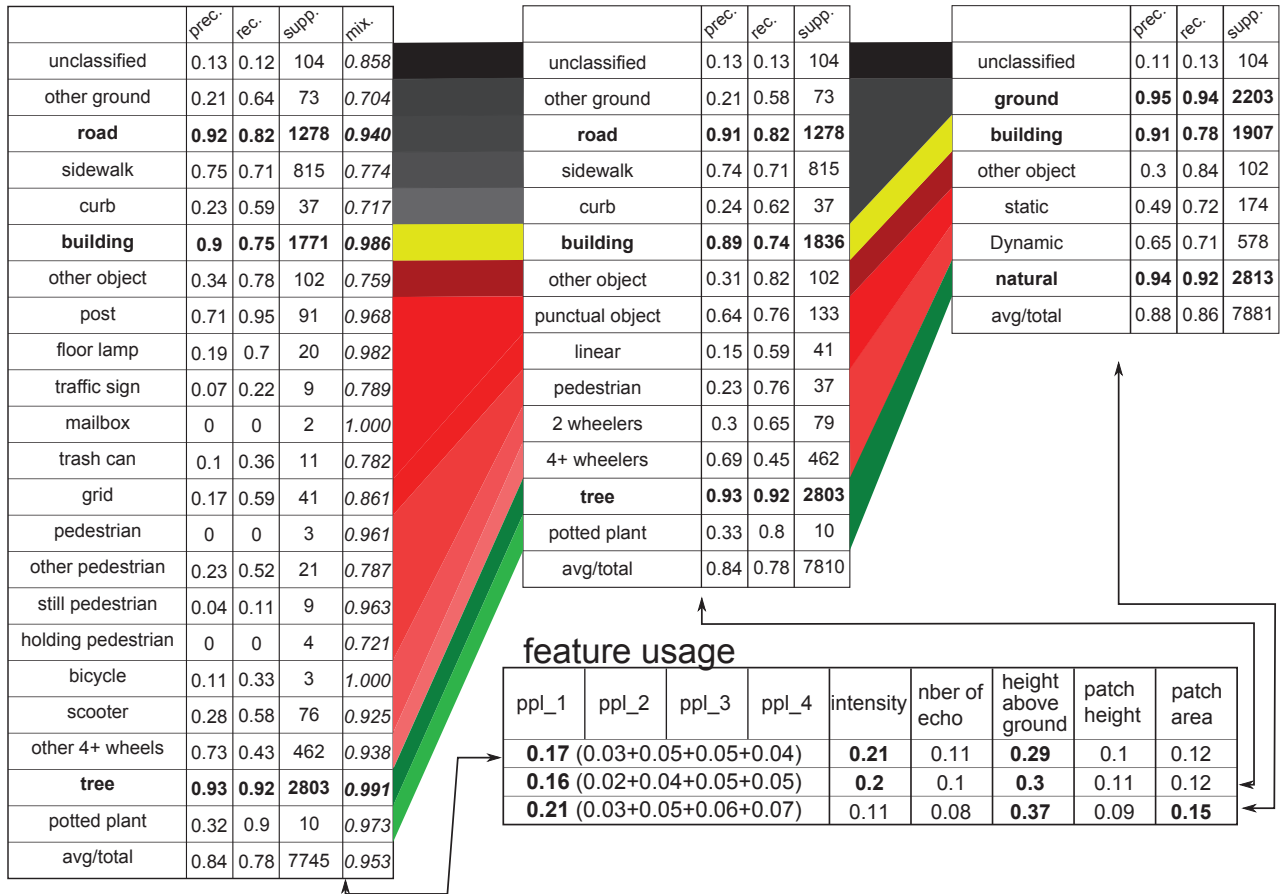 prec. rec. supp. mix.
unclassified 0.13 0.12 104 0.858
other ground 0.21 0.64 73 0.704
road 0.92 0.82 1278 0.940
sidewalk 0.75 0.71 815 0.774
curb 0.23 0.59 37 0.717
building 0.9 0.75 1771 0.986
other object 0.34 0.78 102 0.759
post 0.71 0.95 91 0.968
floor lamp 0.19 0.7 20 0.982
traffic sign 0.07 0.22 9 0.789
mailbox 0 0 2 1.000
trash can 0.1 0.36 11 0.782
grid 0.17 0.59 41 0.861
pedestrian 0 0 3 0.961
other pedestrian 0.23 0.52 21 0.787
still pedestrian 0.04 0.11 9 0.963
holding pedestrian 0 0 4 0.721
bicycle 0.11 0.33 3 1.000
scooter 0.28 0.58 76 0.925
other 4+ wheels 0.73 0.43 462 0.938
tree 0.93 0.92 2803 0.991
potted plant 0.32 0.9 10 0.973
avg/total 0.84 0.78 7745 0.953
prec. rec. supp.
unclassified 0.13 0.13 104
other ground 0.21 0.58 73
road 0.91 0.82 1278
sidewalk 0.74 0.71 815
curb 0.24 0.62 37
building 0.89 0.74 1836
other object 0.31 0.82 102
punctual object 0.64 0.76 133
linear 0.15 0.59 41
pedestrian 0.23 0.76 37
2 wheelers 0.3 0.65 79
4+ wheelers 0.69 0.45 462
tree 0.93 0.92 2803
potted plant 0.33 0.8 10
avg/total 0.84 0.78 7810
prec. rec. supp.
unclassified 0.11 0.13 104
ground 0.95 0.94 2203
building 0.91 0.78 1907
other object 0.3 0.84 102
static 0.49 0.72 174
Dynamic 0.65 0.71 578
natural 0.94 0.92 2813
avg/total 0.88 0.86 7881
feature usage
ppl_1 ppl_2 ppl_3 ppl_4 intensity nber of echo height above ground patch height patch area
0.17 (0.03+0.05+0.05+0.04) 0.21 0.11 0.29 0.1 0.12
0.16 (0.02+0.04+0.05+0.05) 0.2 0.1 0.3 0.11 0.12
0.21 (0.03+0.05+0.06+0.07) 0.11 0.08 0.37 0.09 0.15